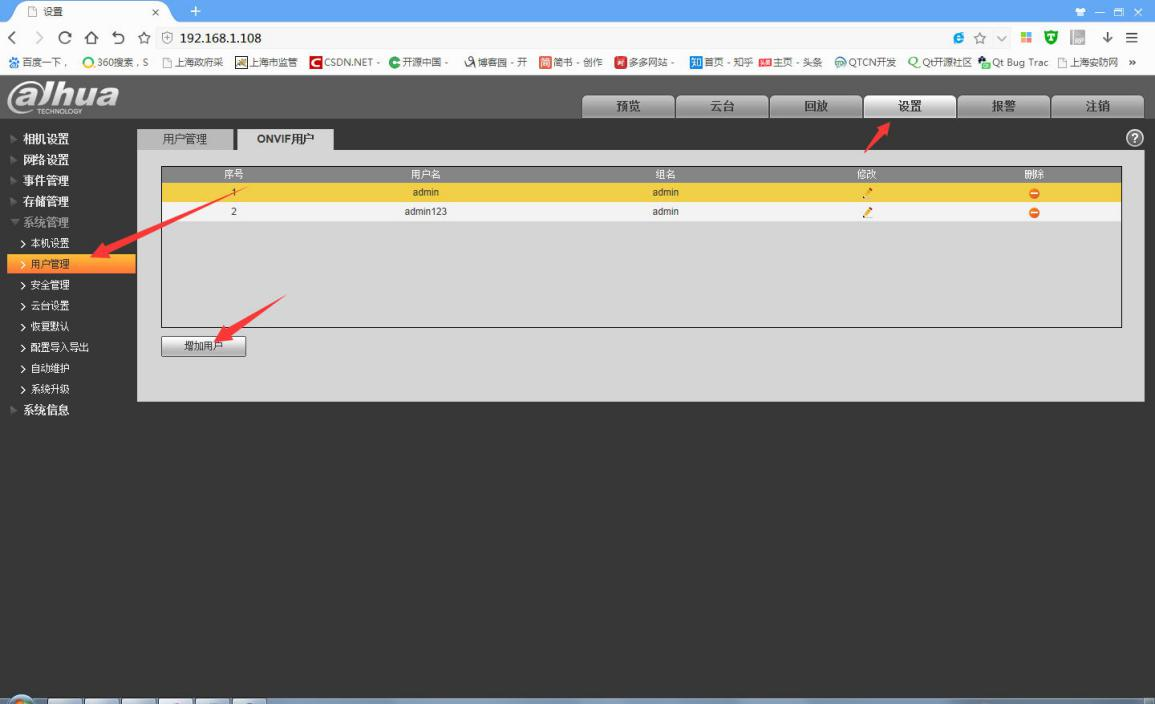 设置
192.168.1.108
百度一下, 360搜索, S 上海政府采 上海市监管 CSDN.NET - 开源中国 - 博客园 - 开 简书 - 创作 多多网站 - 首页 - 知乎 主页 - 头条 QTCN开发 Qt开源社区 Qt Bug Trac 上海安防网 »
alhua
TECHNOLOGY
预览 云台 回放 设置 报警 注销
相机设置
网络设置
事件管理
存储管理
系统管理
本机设置
用户管理
安全管理
云台设置
恢复默认
配置导入导出
自动维护
系统升级
系统信息
用户管理 ONVIF用户
序号 用户名 组名 修改 删除
1 admin admin
2 admin123 admin
增加用户